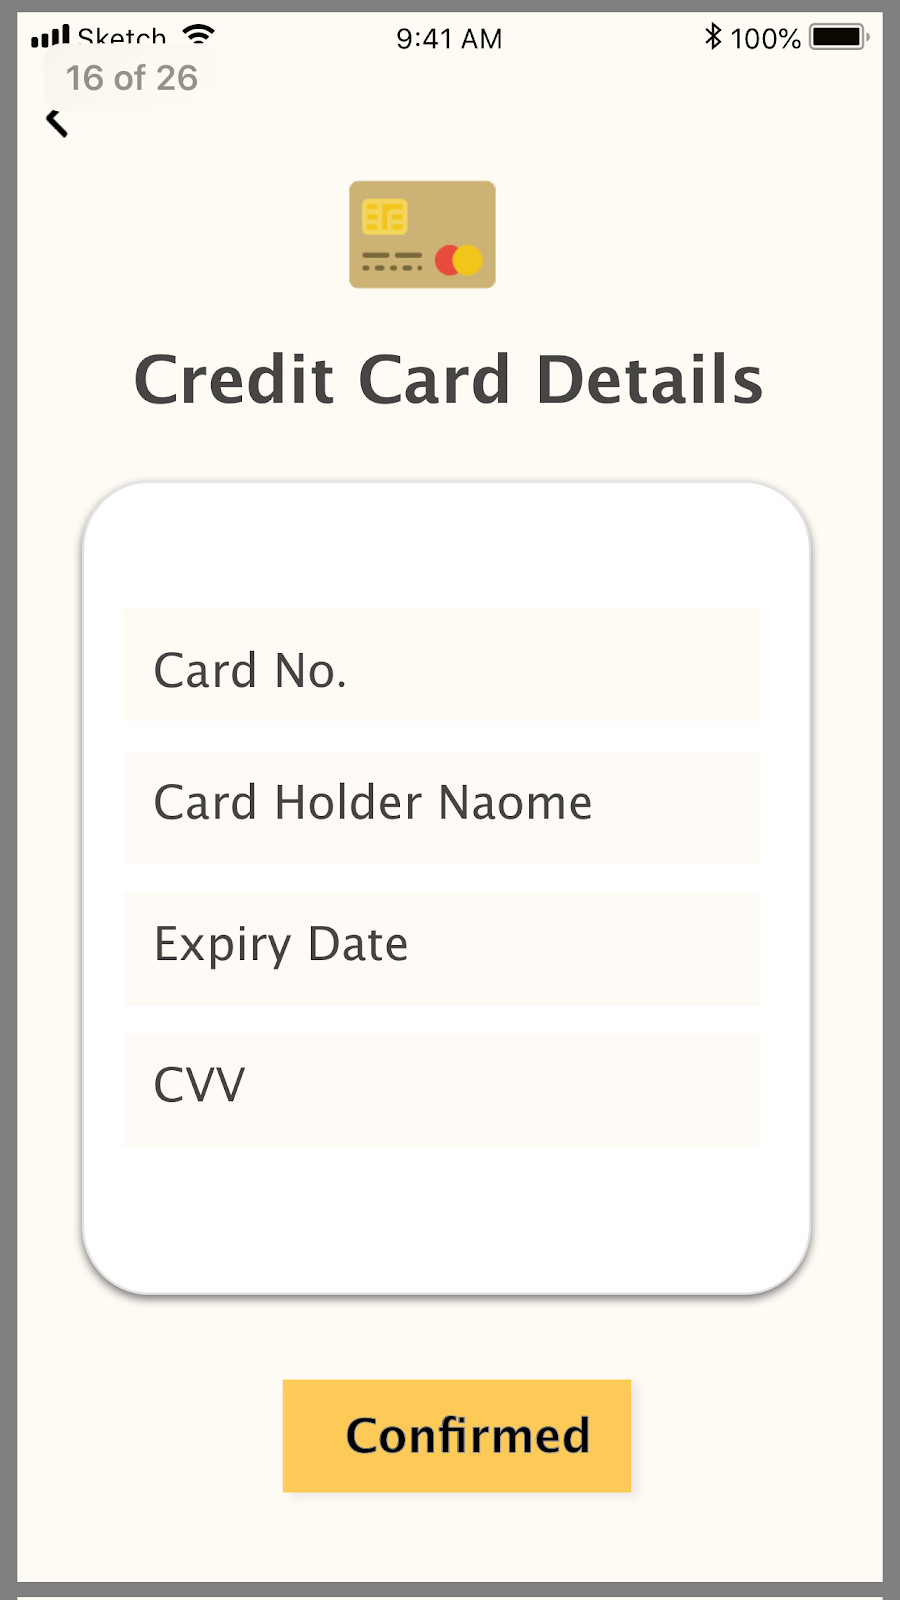 Sketch 9:41 AM 100%
16 of 26
Credit Card Details
Card No.
Card Holder Naome
Expiry Date
CVV
Confirmed